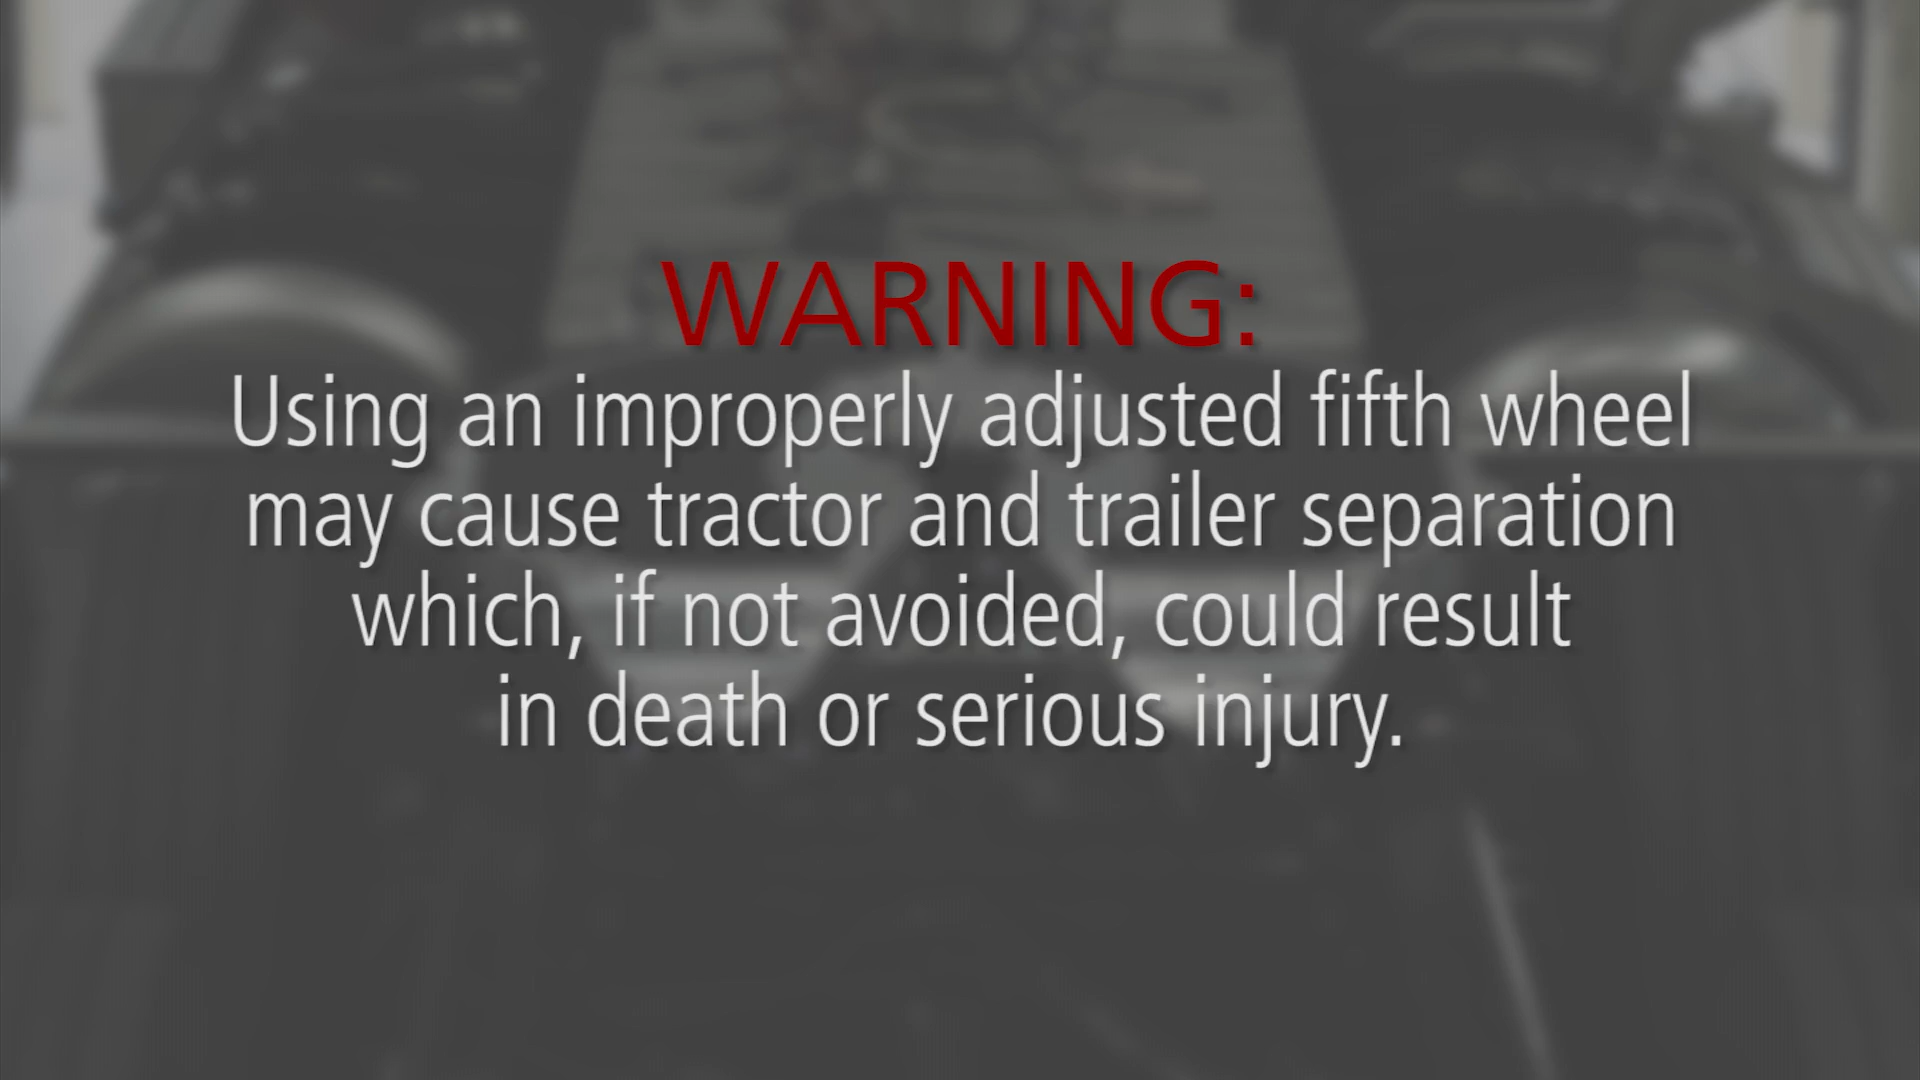 WARNING:
Using an improperly adjusted fifth wheel
may cause tractor and trailer separation
which, if not avoided, could result
in death or serious injury.